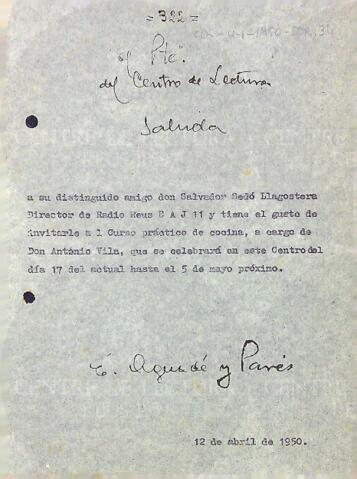 = 322 =
el Pte.
del Centro de Lectura
Saluda
a su distinguido amigo don Salvador Sedó Llagostera
Director de Radio Reus E A J 11 y tiene el gusto de
invitarle a l Curso práctico de cocina, a cargo de
Don António Vila, que se celebrará en este Centro del
día 17 del actual hasta el 5 de mayo próximo.
E. Aguadé y Parés
12 de abril de 1950.